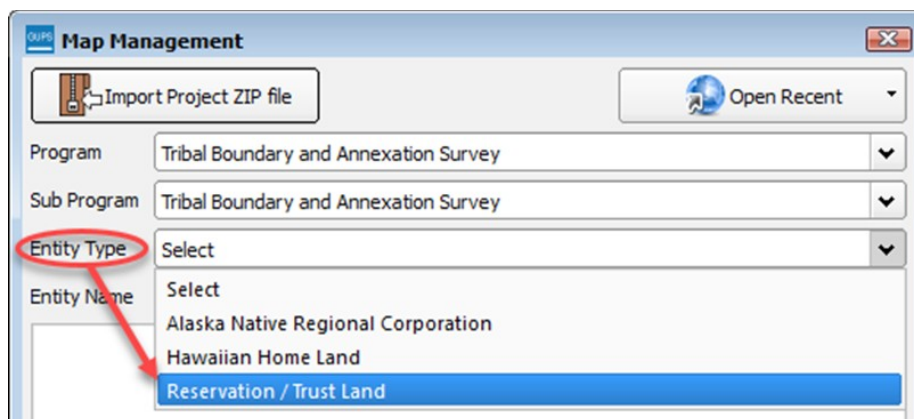 GUPS Map Management
Import Project ZIP file Open Recent
Program Tribal Boundary and Annexation Survey
Sub Program Tribal Boundary and Annexation Survey
Entity Type Select
Entity Name Select
Alaska Native Regional Corporation
Hawaiian Home Land
Reservation / Trust Land